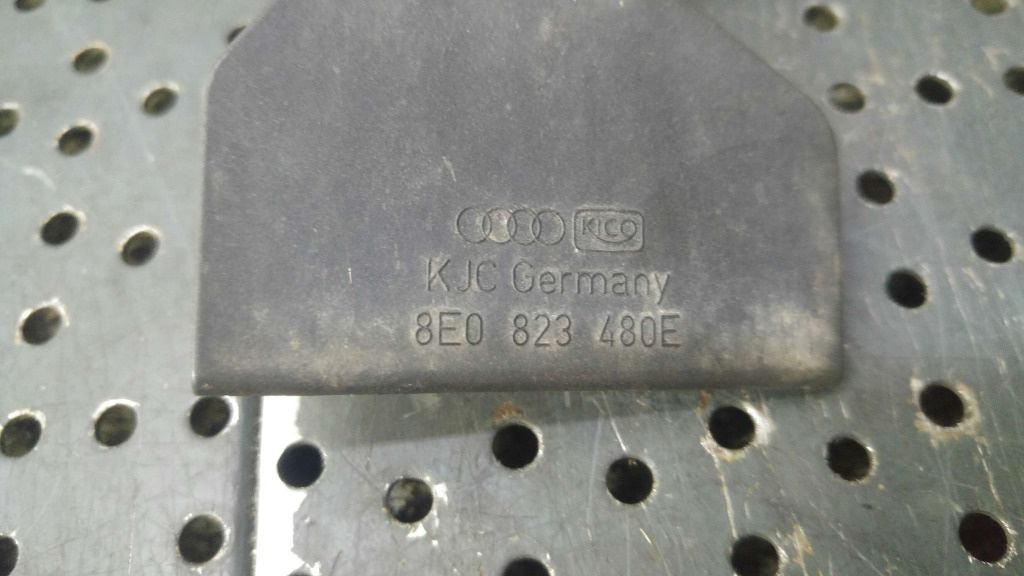 KICO
KJC Germany
8E0 823 480E